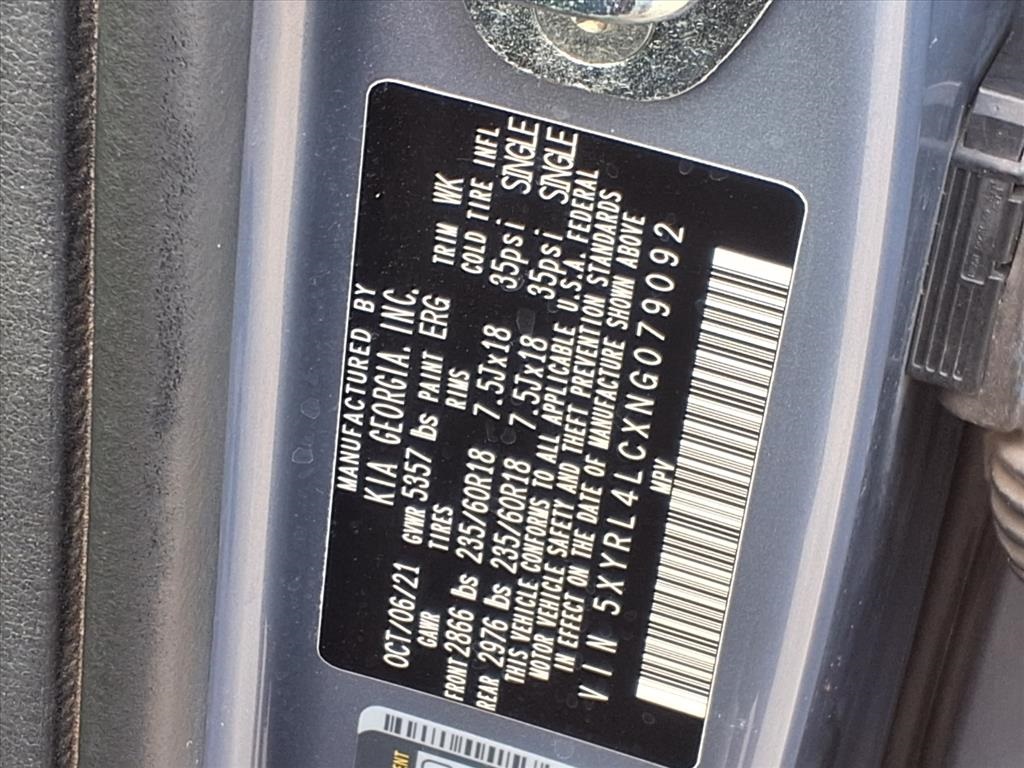 MANUFACTURED BY
KIA GEORGIA, INC.
OCT/06/21 GVWR 5357 lbs PAINT ERG TRIM WK
GAWR TIRES RIMS COLD TIRE INFL
FRONT 2866 lbs 235/60R18 7.5Jx18 35psi SINGLE
REAR 2976 lbs 235/60R18 7.5Jx18 35psi SINGLE
THIS VEHICLE CONFORMS TO ALL APPLICABLE U.S.A. FEDERAL
MOTOR VEHICLE SAFETY AND THEFT PREVENTION STANDARDS
IN EFFECT ON THE DATE OF MANUFACTURE SHOWN ABOVE
VIN 5XYRL4LCXNG079092
MPV